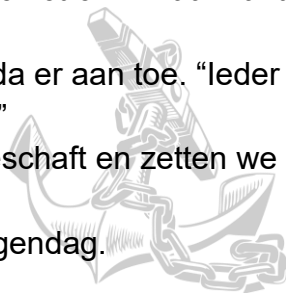 da er aan toe. “Ieder
”
schaft en zetten we
gendag.